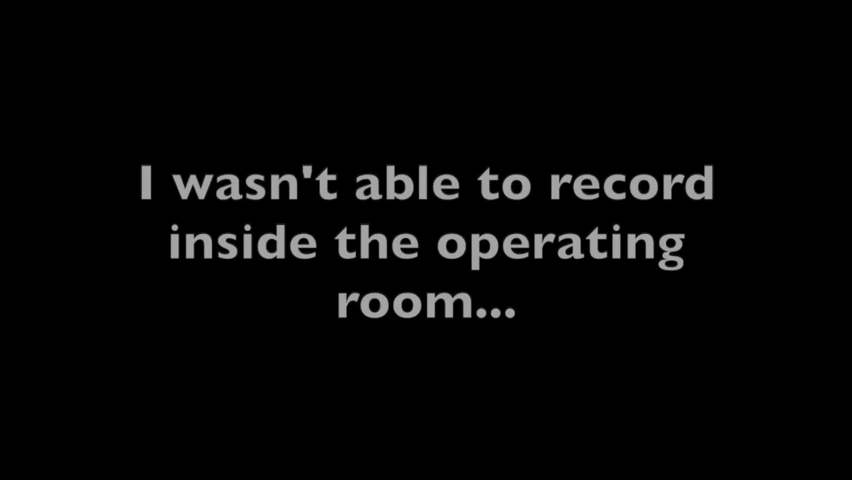 I wasn't able to record
inside the operating
room...